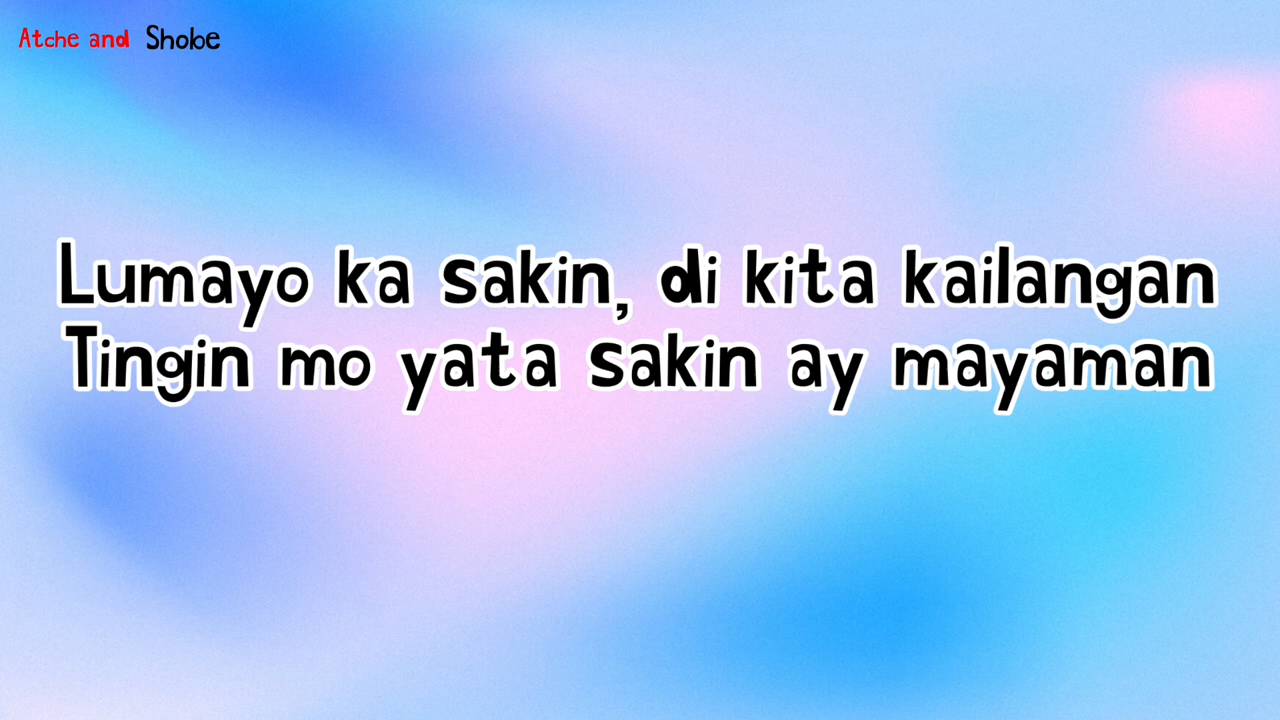 Atche and Shobe
Lumayo ka sakin, di kita kailangan
Tingin mo yata sakin ay mayaman